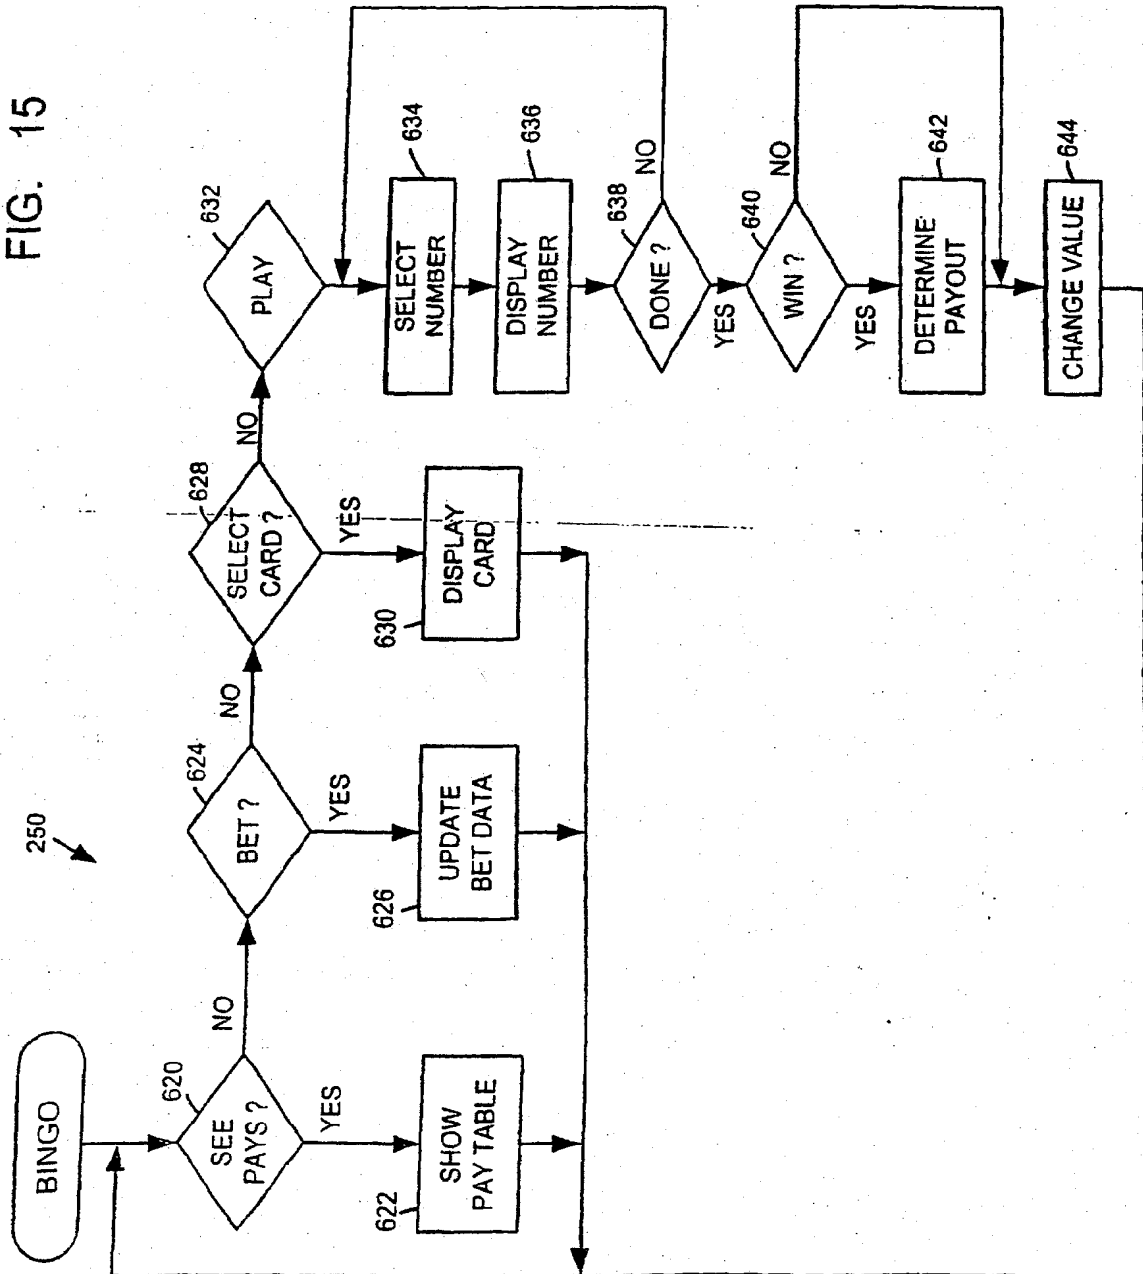 FIG. 15
250
BINGO
620
SEE
PAYS ?
NO
YES
622
SHOW
PAY TABLE
624
BET ?
NO
YES
626
UPDATE
BET DATA
628
SELECT
CARD ?
NO
YES
630
DISPLAY
CARD
632
PLAY
634
SELECT
NUMBER
636
DISPLAY
NUMBER
638
DONE ?
NO
YES
640
WIN ?
NO
YES
642
DETERMINE
PAYOUT
644
CHANGE VALUE